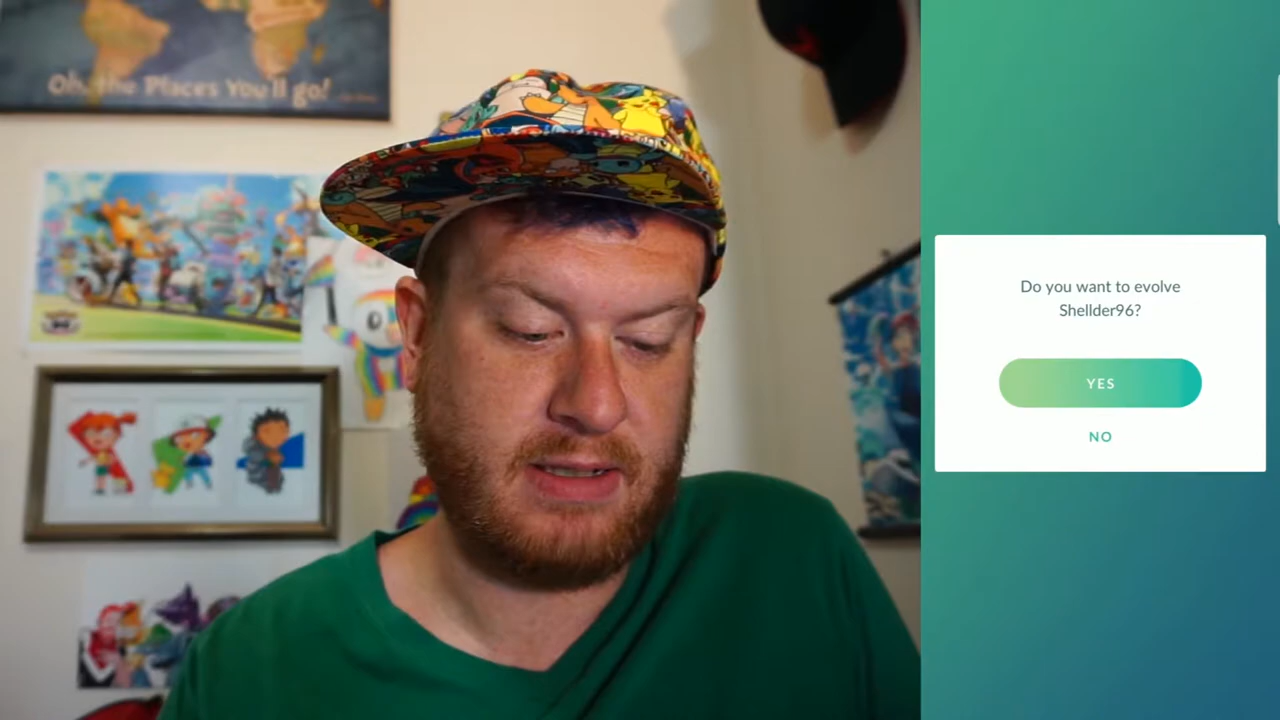 Oh, the Places You'll go!
Do you want to evolve
Shellder96?
YES
NO